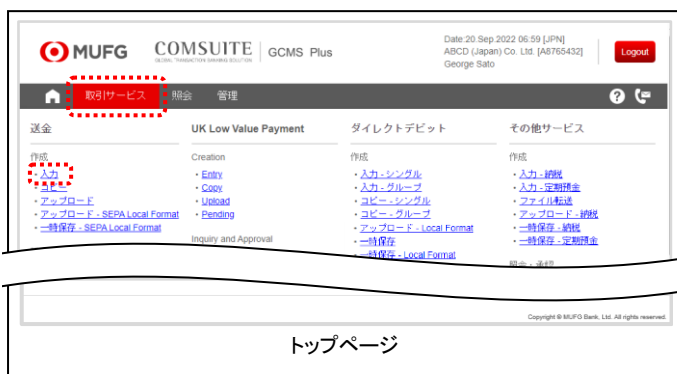 MUFG COMSUITE GCMS Plus
GLOBAL TRANSACTION BANKING SOLUTION
Date:20 Sep 2022 06:59 [JPN]
ABCD (Japan) Co. Ltd. [A8765432]
George Sato
Logout
取引サービス 照会 管理
送金
作成
・入力
・コピー
・アップロード
・アップロード - SEPA Local Format
・一時保存 - SEPA Local Format
UK Low Value Payment
Creation
・Entry
・Copy
・Upload
・Pending
Inquiry and Approval
ダイレクトデビット
作成
・入力 - シングル
・入力 - グループ
・コピー - シングル
・コピー - グループ
・アップロード - Local Format
・一時保存
・一時保存 - Local Format
その他サービス
作成
・入力 - 納税
・入力 - 定期預金
・ファイル転送
・アップロード - 納税
・一時保存 - 納税
・一時保存 - 定期預金
照会・承認
Copyright © MUFG Bank, Ltd. All rights reserved.
トップページ